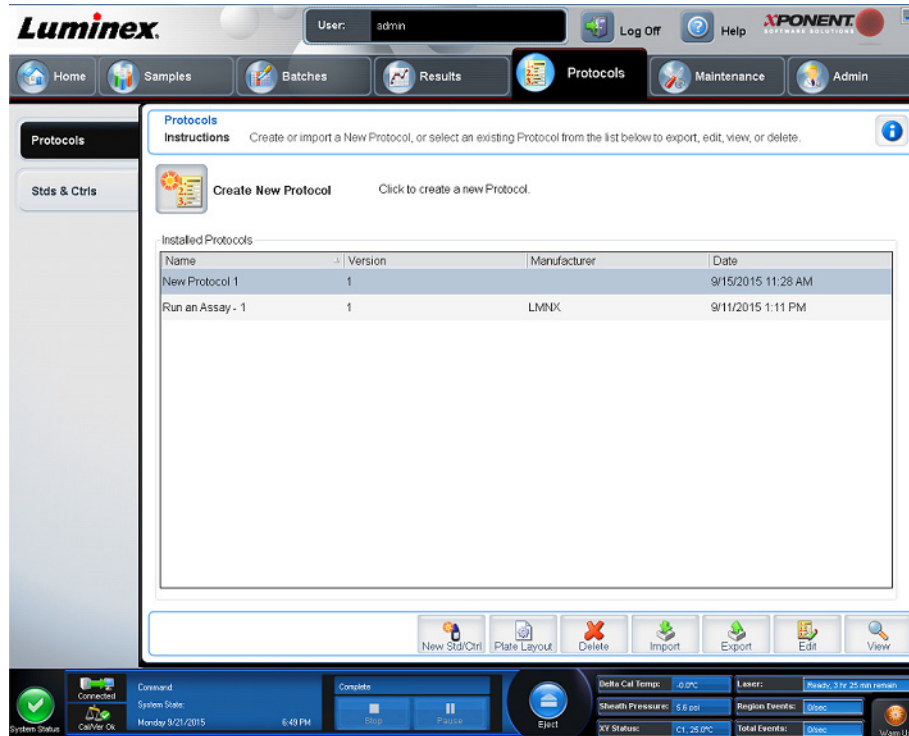 Luminex.
User: admin
Log Off
Help
XPONENT.
SOFTWARE SOLUTIONS
Home
Samples
Batches
Results
Protocols
Maintenance
Admin
Protocols
Stds & Ctrls
Protocols
Instructions Create or import a New Protocol, or select an existing Protocol from the list below to export, edit, view, or delete.
Create New Protocol Click to create a new Protocol.
Installed Protocols
Name Version Manufacturer Date
New Protocol 1 1 9/15/2015 11:28 AM
Run an Assay - 1 1 LMNX 9/11/2015 1:11 PM
New Std/Ctrl
Plate Layout
Delete
Import
Export
Edit
View
System Status
Connected
Cal/Ver Ok
Command
System State:
Monday 9/21/2015 6:49 PM
Complete
Stop
Pause
Eject
Delta Cal Temp: -0.0°C
Sheath Pressure: 5.6 psi
XY Status: C1, 25.0°C
Laser: Ready, 3 hr 25 min remain
Region Events: 0/sec
Total Events: 0/sec
Warm U